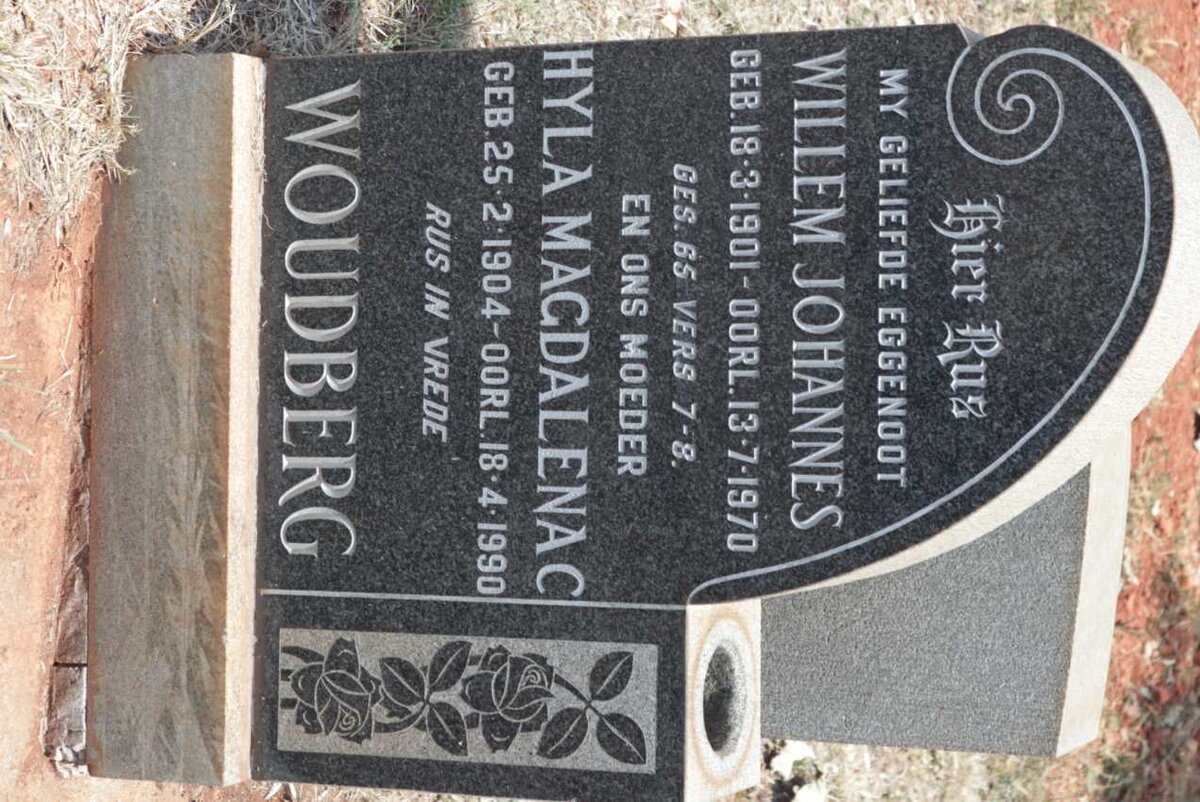 Hier Rus
MY GELIEFDE EGGENOOT
WILLEM JOHANNES
GEB. 18·3·1901 - OORL. 13·7·1970
GES. 65 VERS 7-8.
EN ONS MOEDER
HYLA MAGDALENA C
GEB. 25·2·1904 - OORL. 18·4·1990
RUS IN VREDE
WOUDBERG